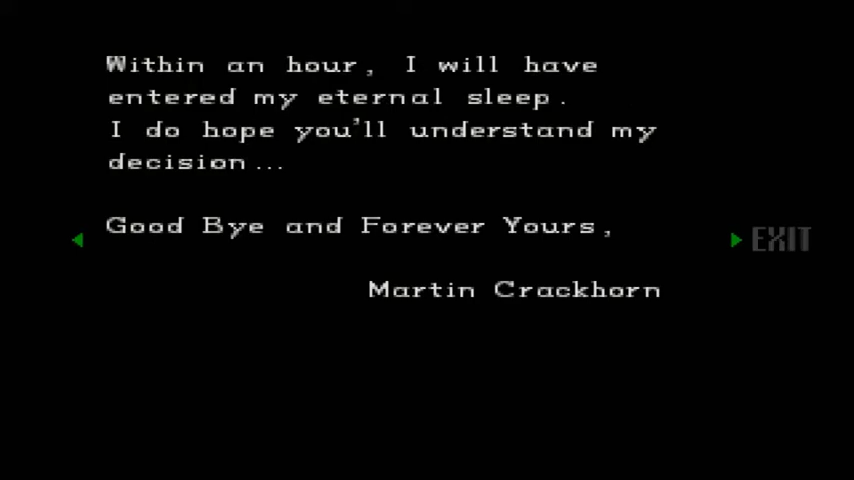 Within an hour, I will have
entered my eternal sleep.
I do hope you'll understand my
decision...
Good Bye and Forever Yours,
EXIT
Martin Crackhorn